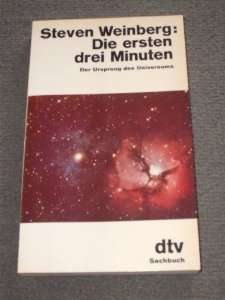 Steven Weinberg:
Die ersten
drei Minuten
Der Ursprung des Universums
dtv
Sachbuch